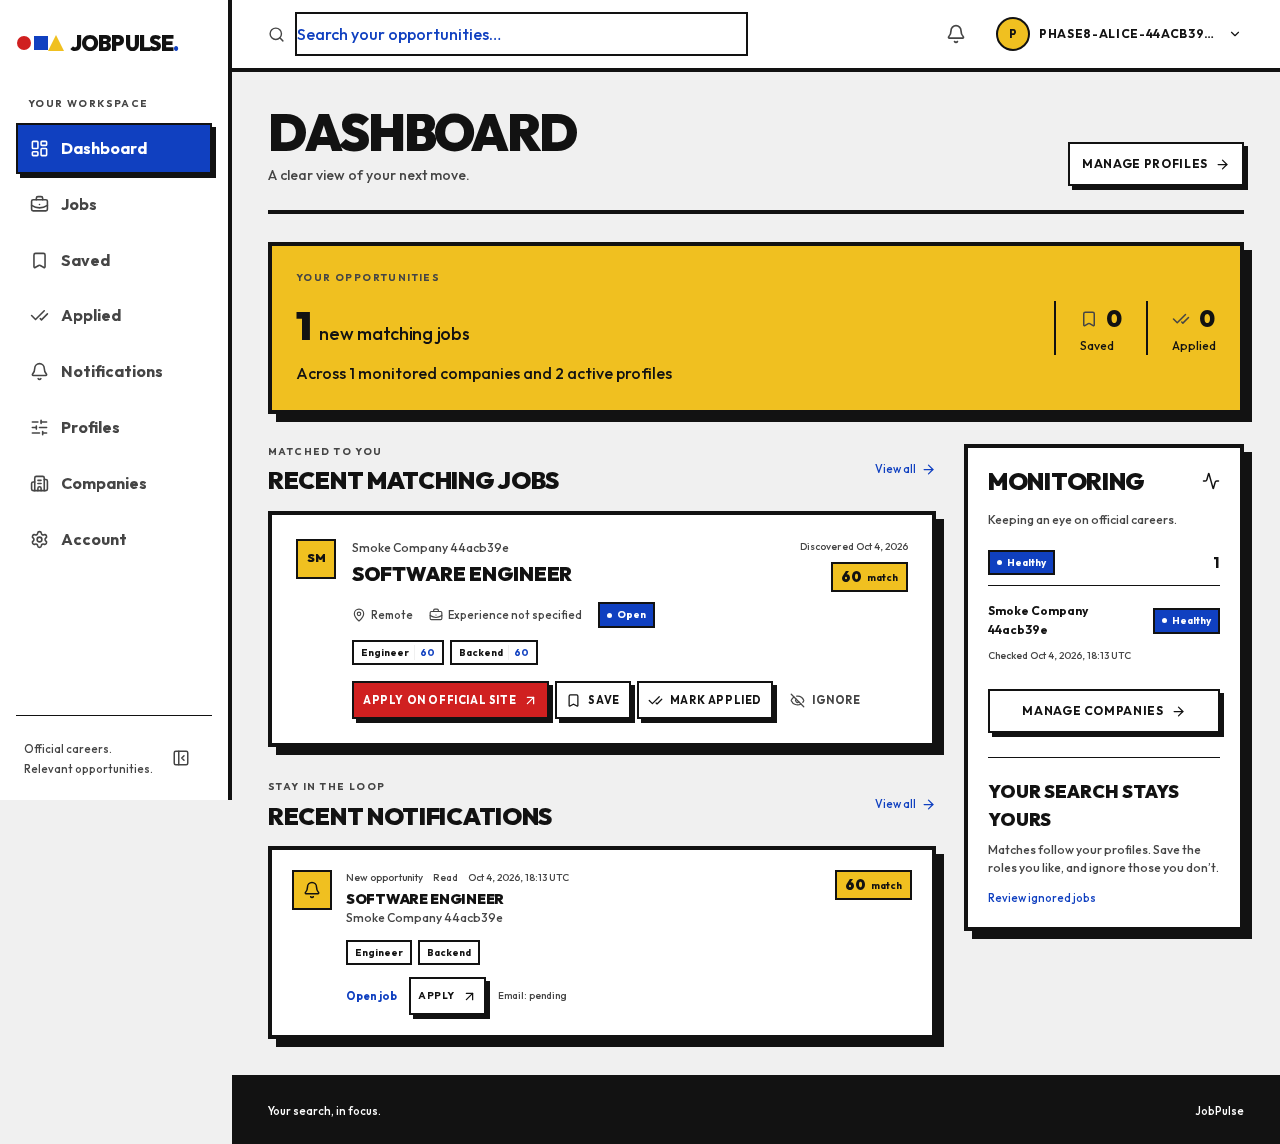 JOBPULSE.
YOUR WORKSPACE
Dashboard
Jobs
Saved
Applied
Notifications
Profiles
Companies
Account
Official careers.
Relevant opportunities.
Search your opportunities...
P
PHASE8-ALICE-44ACB39...
DASHBOARD
A clear view of your next move.
MANAGE PROFILES
YOUR OPPORTUNITIES
1 new matching jobs
Across 1 monitored companies and 2 active profiles
0
Saved
0
Applied
MATCHED TO YOU
RECENT MATCHING JOBS
View all
SM
Smoke Company 44acb39e
Discovered Oct 4, 2026
SOFTWARE ENGINEER
60 match
Remote
Experience not specified
Open
Engineer 60
Backend 60
APPLY ON OFFICIAL SITE
SAVE
MARK APPLIED
IGNORE
STAY IN THE LOOP
RECENT NOTIFICATIONS
View all
New opportunity Read Oct 4, 2026, 18:13 UTC
60 match
SOFTWARE ENGINEER
Smoke Company 44acb39e
Engineer
Backend
Open job
APPLY
Email: pending
MONITORING
Keeping an eye on official careers.
Healthy
1
Smoke Company
44acb39e
Healthy
Checked Oct 4, 2026, 18:13 UTC
MANAGE COMPANIES
YOUR SEARCH STAYS
YOURS
Matches follow your profiles. Save the
roles you like, and ignore those you don't.
Review ignored jobs
Your search, in focus.
JobPulse